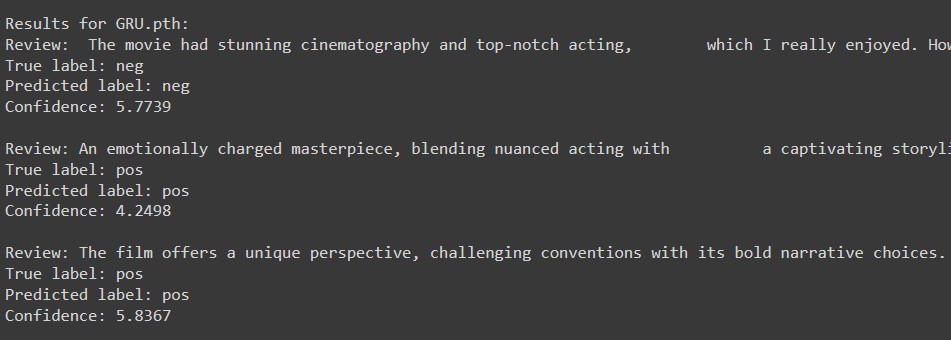 Results for GRU.pth:
Review:  The movie had stunning cinematography and top-notch acting,        which I really enjoyed. How
True label: neg
Predicted label: neg
Confidence: 5.7739
Review: An emotionally charged masterpiece, blending nuanced acting with          a captivating storyli
True label: pos
Predicted label: pos
Confidence: 4.2498
Review: The film offers a unique perspective, challenging conventions with its bold narrative choices.
True label: pos
Predicted label: pos
Confidence: 5.8367